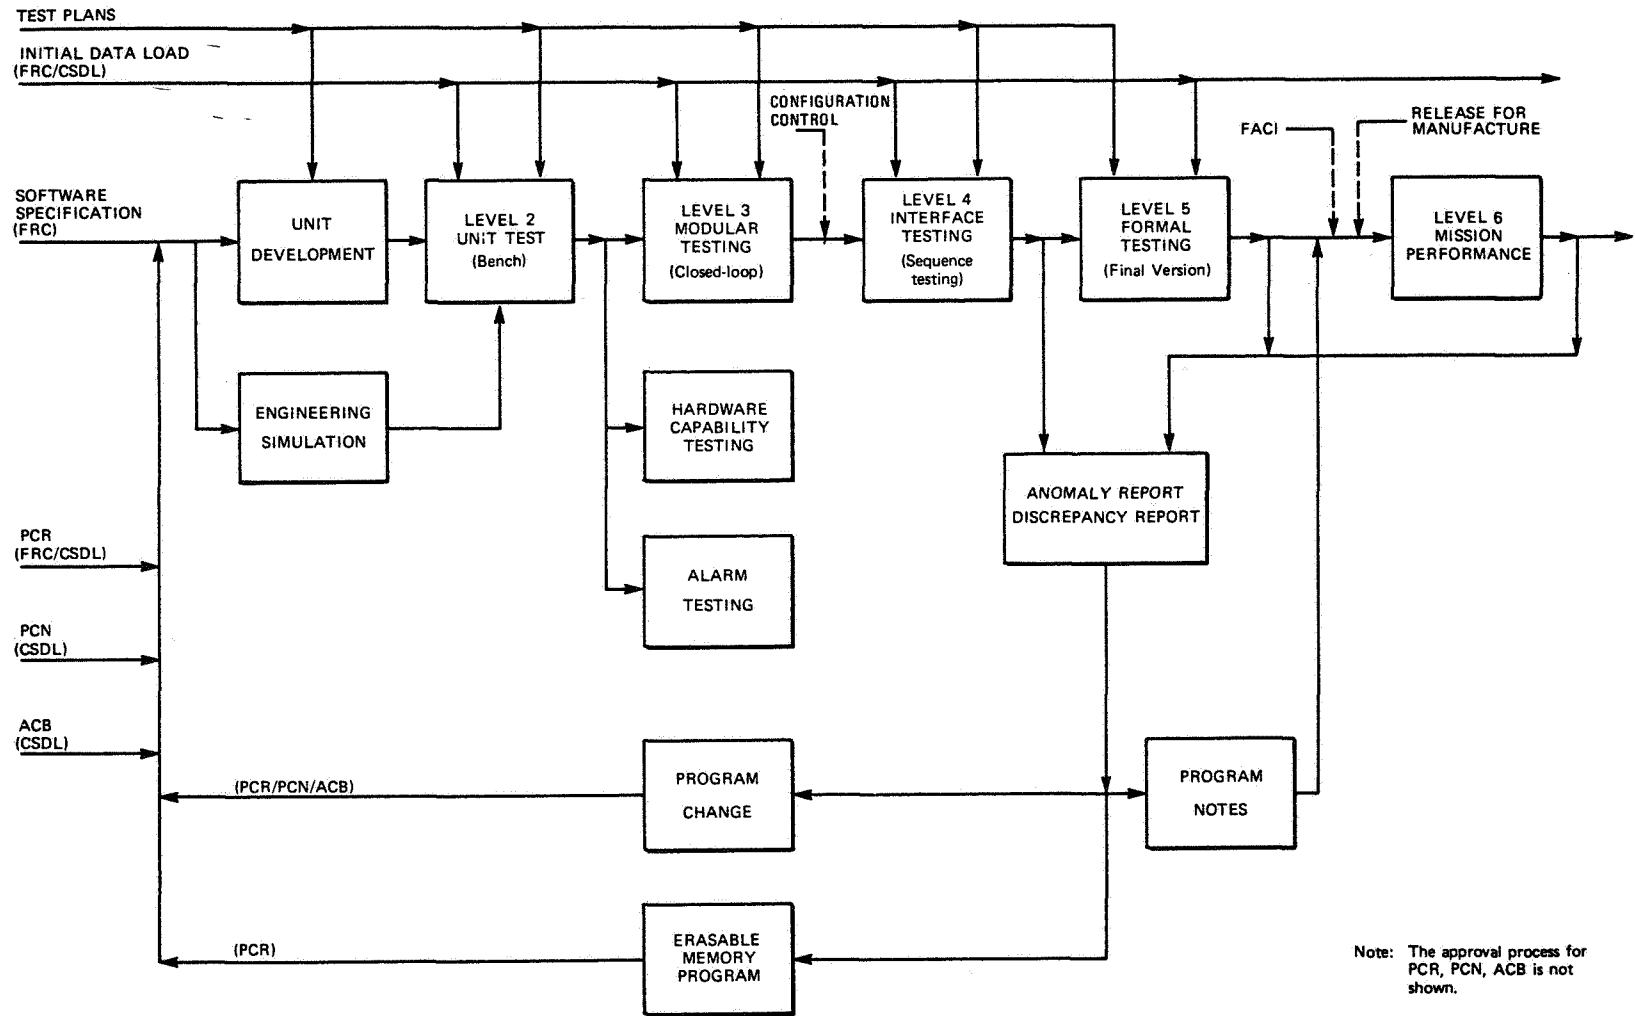 TEST PLANS
INITIAL DATA LOAD
(FRC/CSDL)
CONFIGURATION
CONTROL
FACI
RELEASE FOR
MANUFACTURE
SOFTWARE
SPECIFICATION
(FRC)
UNIT
DEVELOPMENT
LEVEL 2
UNIT TEST
(Bench)
LEVEL 3
MODULAR
TESTING
(Closed-loop)
LEVEL 4
INTERFACE
TESTING
(Sequence
testing)
LEVEL 5
FORMAL
TESTING
(Final Version)
LEVEL 6
MISSION
PERFORMANCE
ENGINEERING
SIMULATION
HARDWARE
CAPABILITY
TESTING
ANOMALY REPORT
DISCREPANCY REPORT
PCR
(FRC/CSDL)
ALARM
TESTING
PCN
(CSDL)
ACB
(CSDL)
(PCR/PCN/ACB)
PROGRAM
CHANGE
PROGRAM
NOTES
(PCR)
ERASABLE
MEMORY
PROGRAM
Note: The approval process for
PCR, PCN, ACB is not
shown.